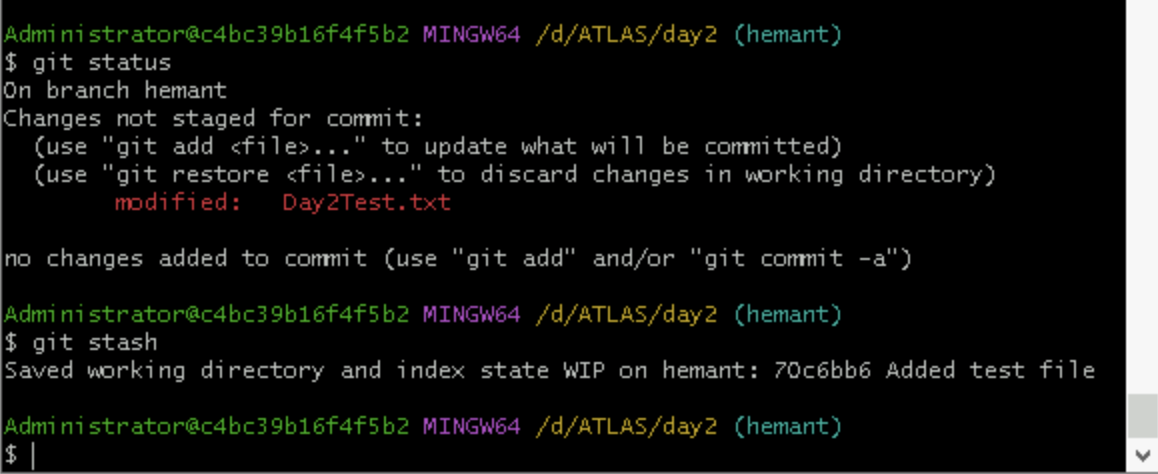 Administrator@c4bc39b16f4f5b2 MINGW64 /d/ATLAS/day2 (hemant)
$ git status
On branch hemant
Changes not staged for commit:
  (use "git add <file>..." to update what will be committed)
  (use "git restore <file>..." to discard changes in working directory)
        modified:   Day2Test.txt
no changes added to commit (use "git add" and/or "git commit -a")
Administrator@c4bc39b16f4f5b2 MINGW64 /d/ATLAS/day2 (hemant)
$ git stash
Saved working directory and index state WIP on hemant: 70c6bb6 Added test file
Administrator@c4bc39b16f4f5b2 MINGW64 /d/ATLAS/day2 (hemant)
$